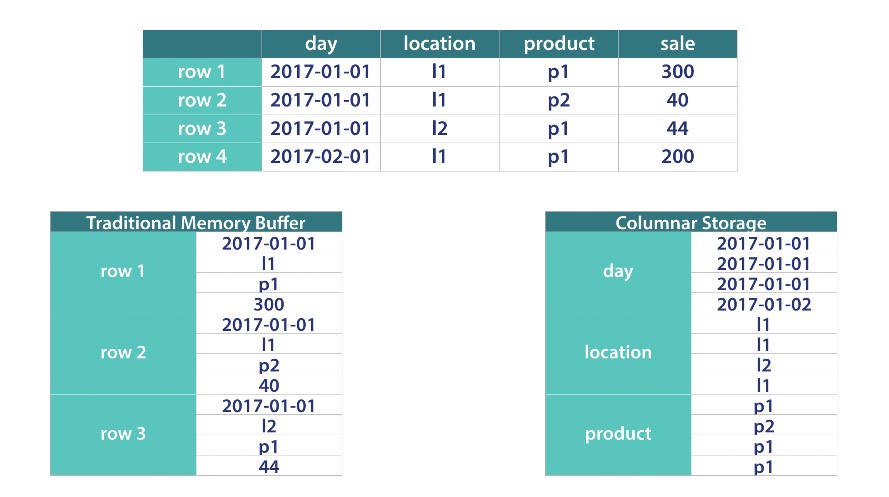 day location product sale
row 1 2017-01-01 l1 p1 300
row 2 2017-01-01 l1 p2 40
row 3 2017-01-01 l2 p1 44
row 4 2017-02-01 l1 p1 200
Traditional Memory Buffer
row 1
2017-01-01
l1
p1
300
row 2
2017-01-01
l1
p2
40
row 3
2017-01-01
l2
p1
44
Columnar Storage
day
2017-01-01
2017-01-01
2017-01-01
2017-01-02
location
l1
l1
l2
l1
product
p1
p2
p1
p1